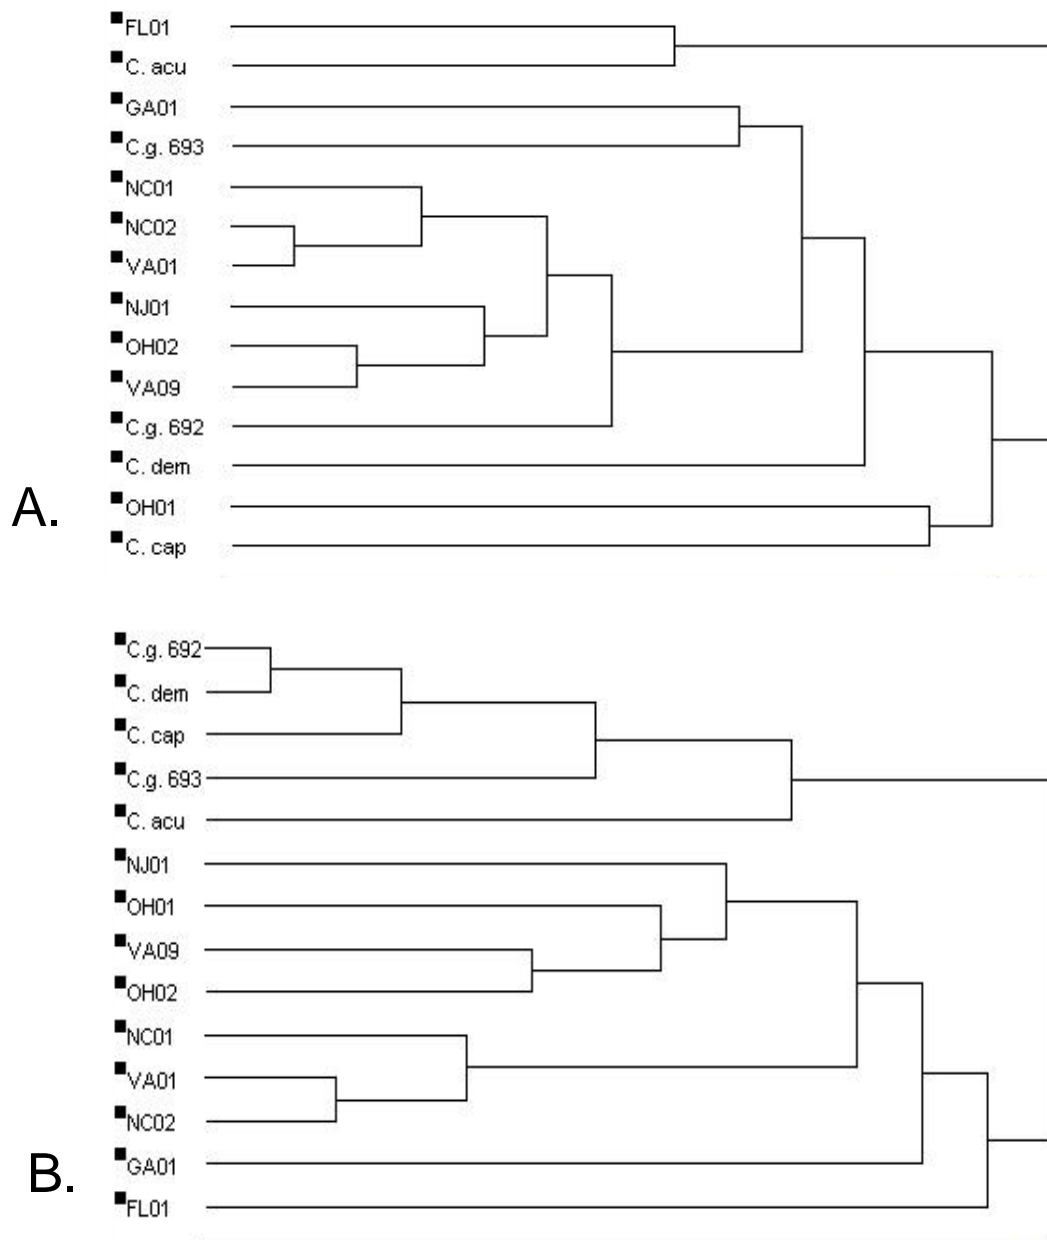 FL01
C. acu
GA01
C.g. 693
NC01
NC02
VA01
NJ01
OH02
VA09
C.g. 692
C. dem
A.
OH01
C. cap
C.g. 692
C. dem
C. cap
C.g. 693
C. acu
NJ01
OH01
VA09
OH02
NC01
VA01
NC02
GA01
B.
FL01